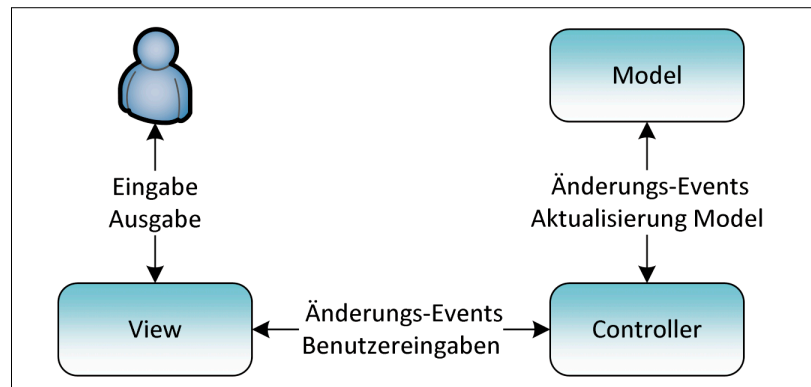 Model
Eingabe
Ausgabe
Änderungs-Events
Aktualisierung Model
View
Änderungs-Events
Benutzereingaben
Controller